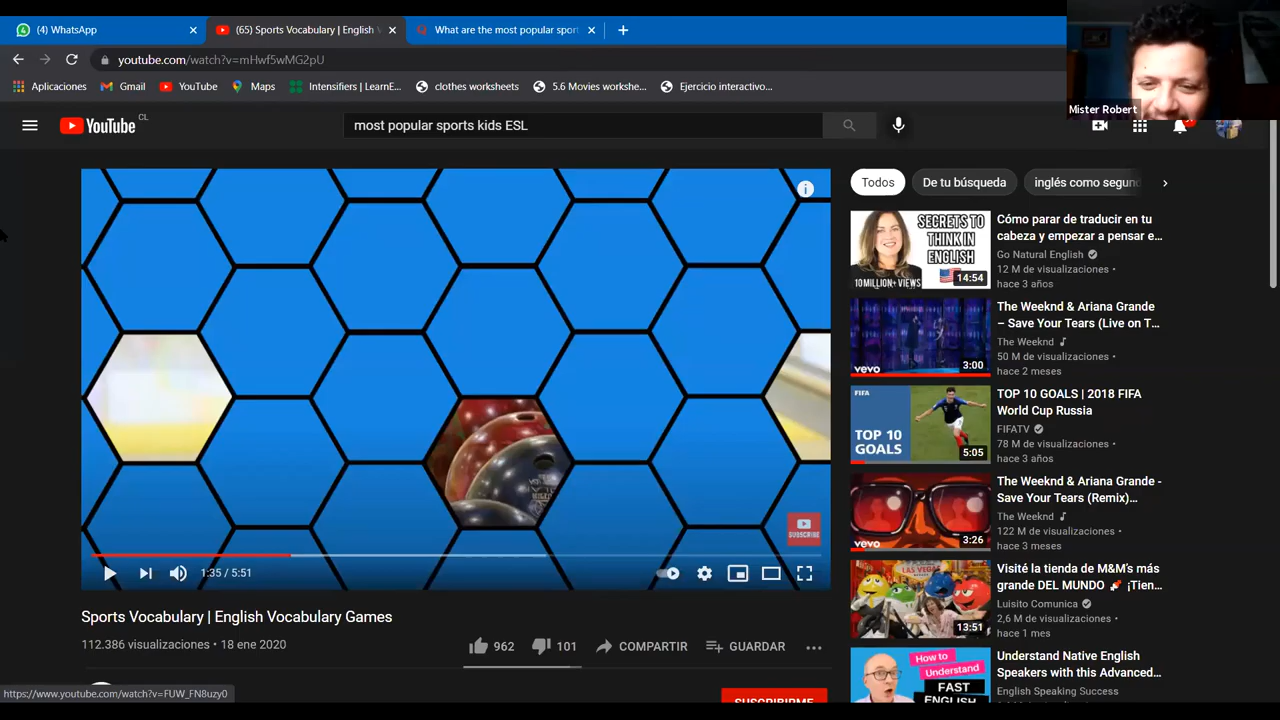 (4) WhatsApp
(65) Sports Vocabulary | English V
What are the most popular sport
youtube.com/watch?v=mHwf5wMG2pU
Aplicaciones
Gmail
YouTube
Maps
Intensifiers | LearnE...
clothes worksheets
5.6 Movies workshe...
Ejercicio interactivo...
Mister Robert
YouTube CL
most popular sports kids ESL
Todos
De tu búsqueda
inglés como segun
SECRETS TO
THINK IN
ENGLISH
10 MILLION+ VIEWS
14:54
Cómo parar de traducir en tu
cabeza y empezar a pensar e...
Go Natural English
12 M de visualizaciones •
hace 3 años
vevo
3:00
The Weeknd & Ariana Grande
– Save Your Tears (Live on T...
The Weeknd
50 M de visualizaciones •
hace 2 meses
FIFA
TOP 10
GOALS
5:05
TOP 10 GOALS | 2018 FIFA
World Cup Russia
FIFATV
78 M de visualizaciones •
hace 3 años
vevo
3:26
The Weeknd & Ariana Grande -
Save Your Tears (Remix)...
The Weeknd
122 M de visualizaciones •
hace 3 meses
LAS VEGAS
13:51
Visité la tienda de M&M's más
grande DEL MUNDO ¡Tien...
Luisito Comunica
2,6 M de visualizaciones •
hace 1 mes
How to
Understand
FAST
ENGLISH
Understand Native English
Speakers with this Advanced...
English Speaking Success
SUBSCRIBE
1:35 / 5:51
Sports Vocabulary | English Vocabulary Games
112.386 visualizaciones • 18 ene 2020
962
101
COMPARTIR
GUARDAR
SUSCRIBIRME
https://www.youtube.com/watch?v=FUW_FN8uzy0